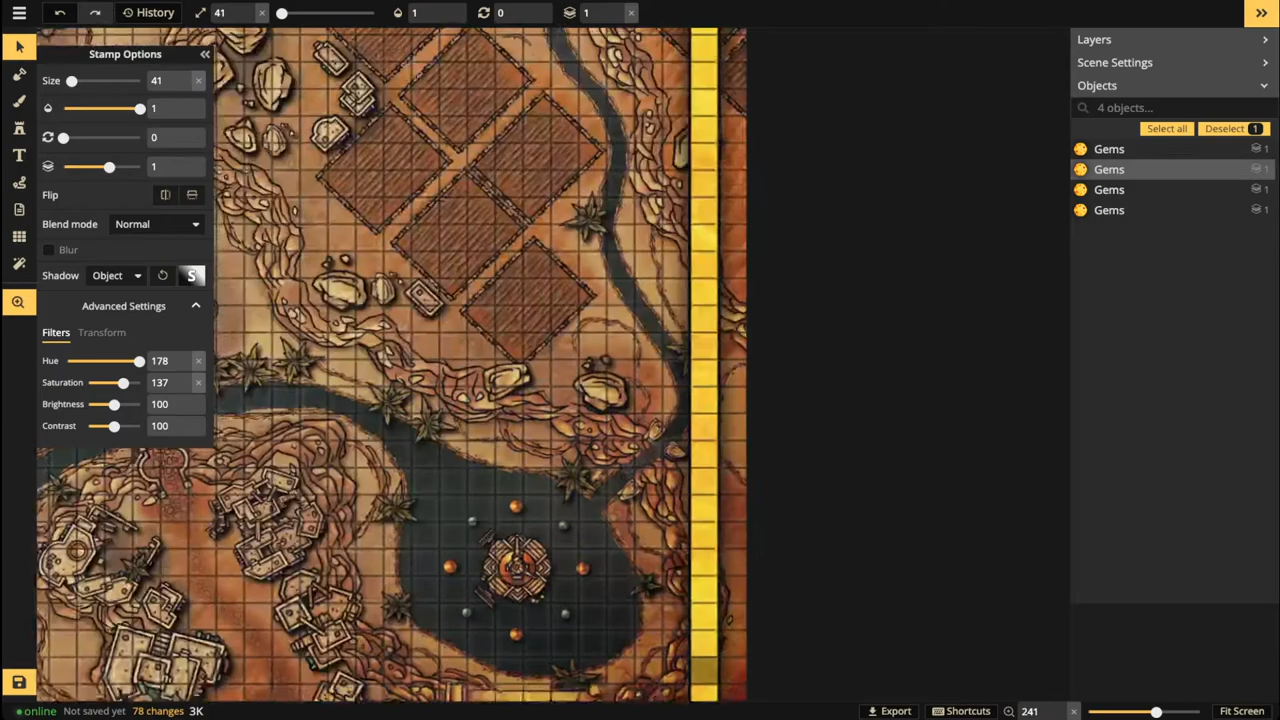 History 41 1 0 1
Stamp Options
Size 41
1
0
1
Flip
Blend mode Normal
Blur
Shadow Object S
Advanced Settings
Filters Transform
Hue 178
Saturation 137
Brightness 100
Contrast 100
Layers
Scene Settings
Objects
4 objects...
Select all Deselect 1
Gems 1
Gems 1
Gems 1
Gems 1
online Not saved yet 78 changes 3K Export Shortcuts 241 Fit Screen